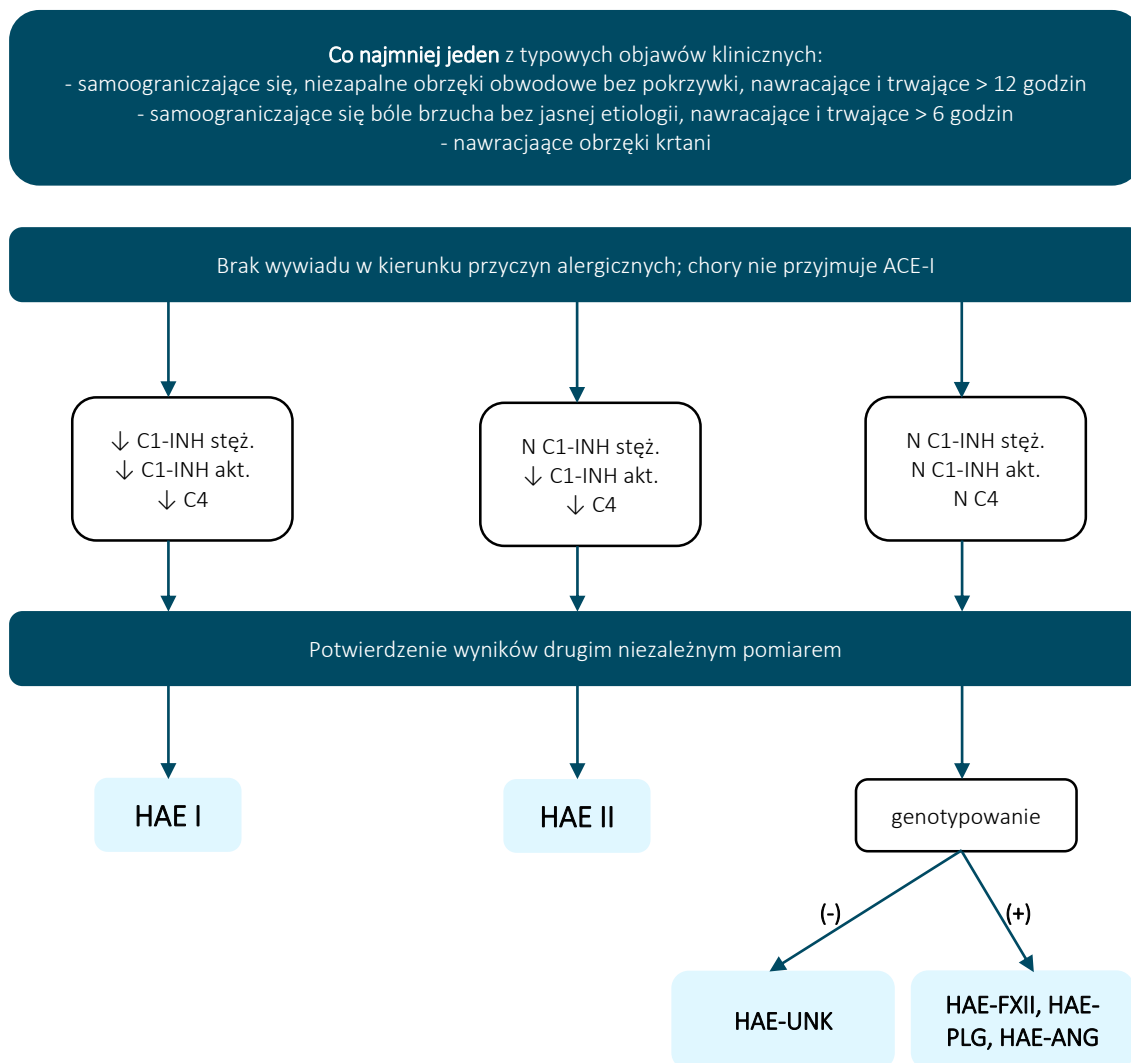 Co najmniej jeden z typowych objawów klinicznych:
- samoograniczające się, niezapalne obrzęki obwodowe bez pokrzywki, nawracające i trwające > 12 godzin
- samoograniczające się bóle brzucha bez jasnej etiologii, nawracające i trwające > 6 godzin
- nawracjaące obrzęki krtani
Brak wywiadu w kierunku przyczyn alergicznych; chory nie przyjmuje ACE-I
↓ C1-INH stęż.
↓ C1-INH akt.
↓ C4
N C1-INH stęż.
↓ C1-INH akt.
↓ C4
N C1-INH stęż.
N C1-INH akt.
N C4
Potwierdzenie wyników drugim niezależnym pomiarem
HAE I
HAE II
genotypowanie
(-)
(+)
HAE-UNK
HAE-FXII, HAE-
PLG, HAE-ANG